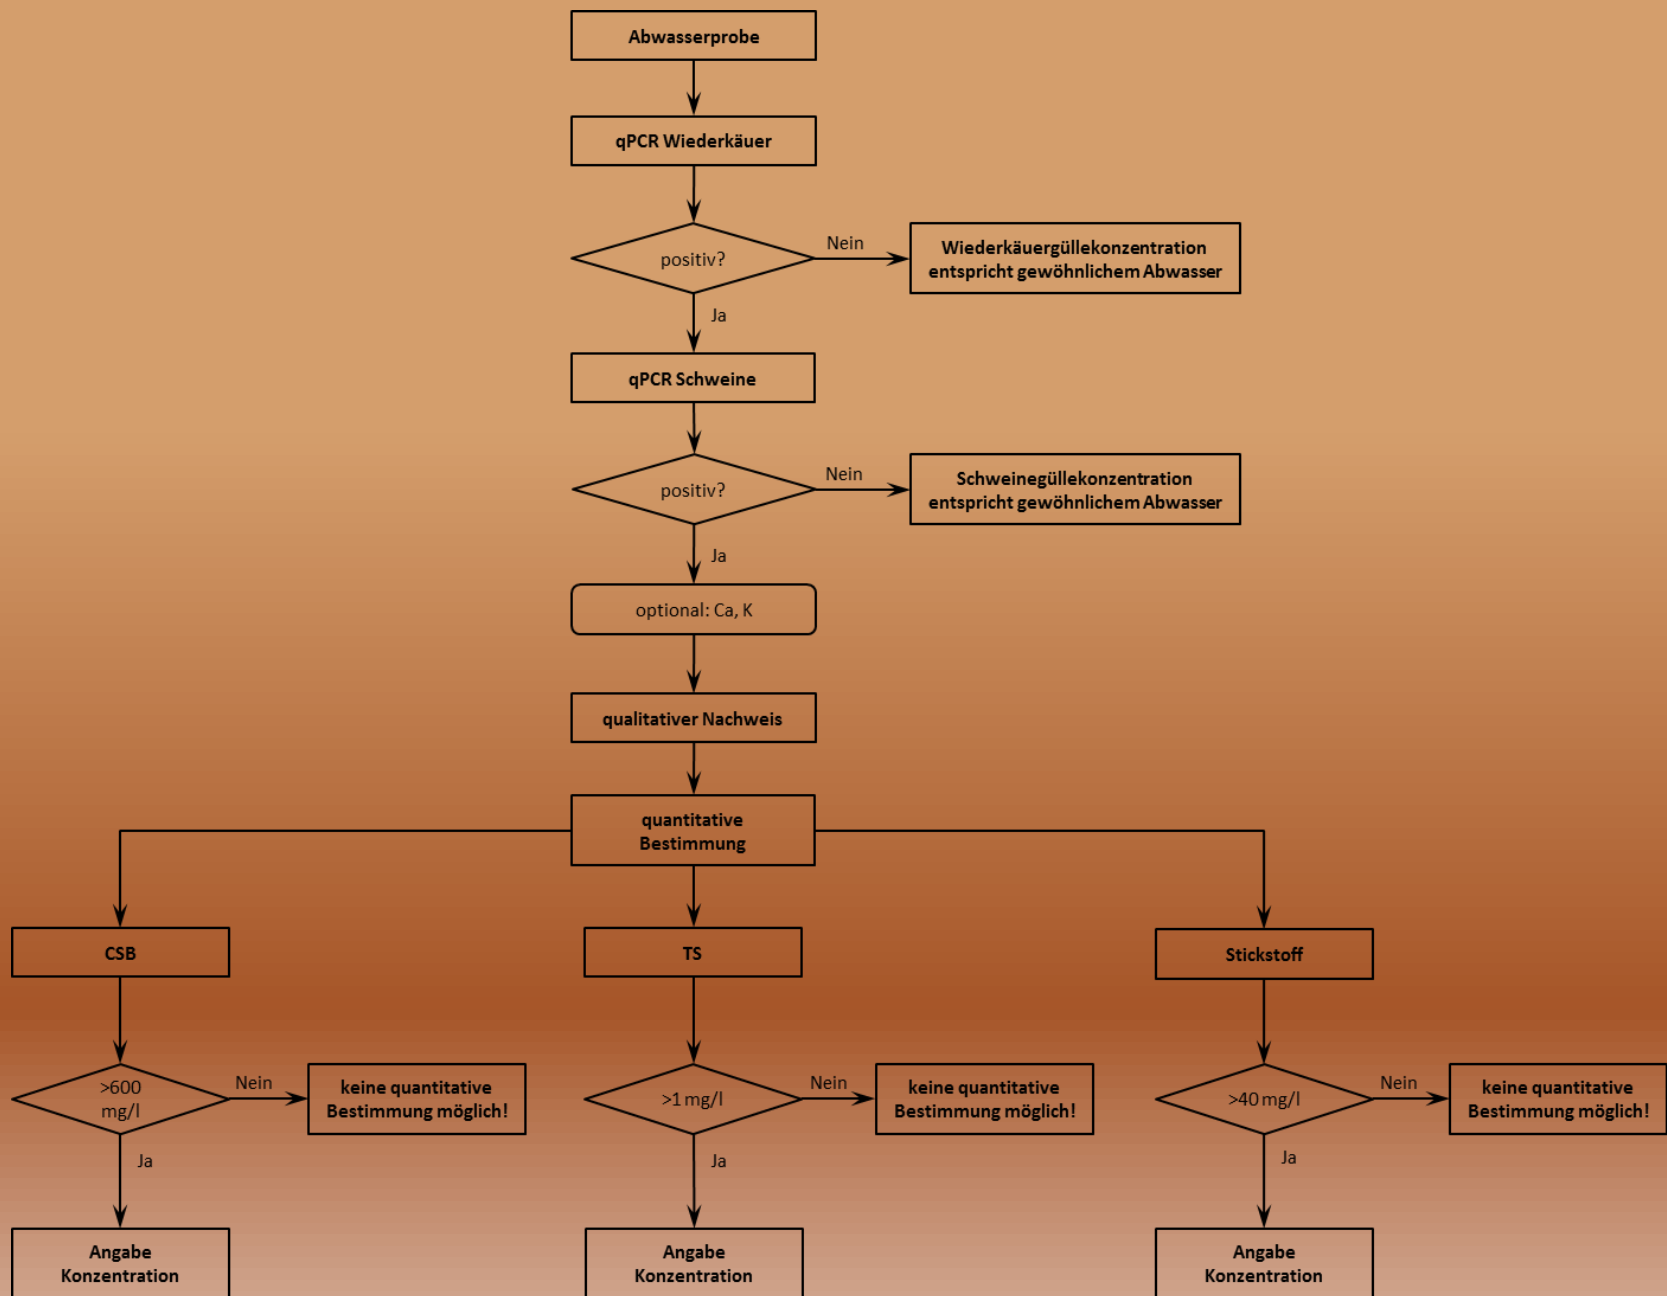 Abwasserprobe
qPCR Wiederkäuer
positiv?
Nein
Wiederkäuergüllekonzentration
entspricht gewöhnlichem Abwasser
Ja
qPCR Schweine
positiv?
Nein
Schweinegüllekonzentration
entspricht gewöhnlichem Abwasser
Ja
optional: Ca, K
qualitativer Nachweis
quantitative
Bestimmung
CSB
TS
Stickstoff
>600
mg/l
Nein
keine quantitative
Bestimmung möglich!
>1 mg/l
Nein
keine quantitative
Bestimmung möglich!
>40 mg/l
Nein
keine quantitative
Bestimmung möglich!
Ja
Ja
Ja
Angabe
Konzentration
Angabe
Konzentration
Angabe
Konzentration